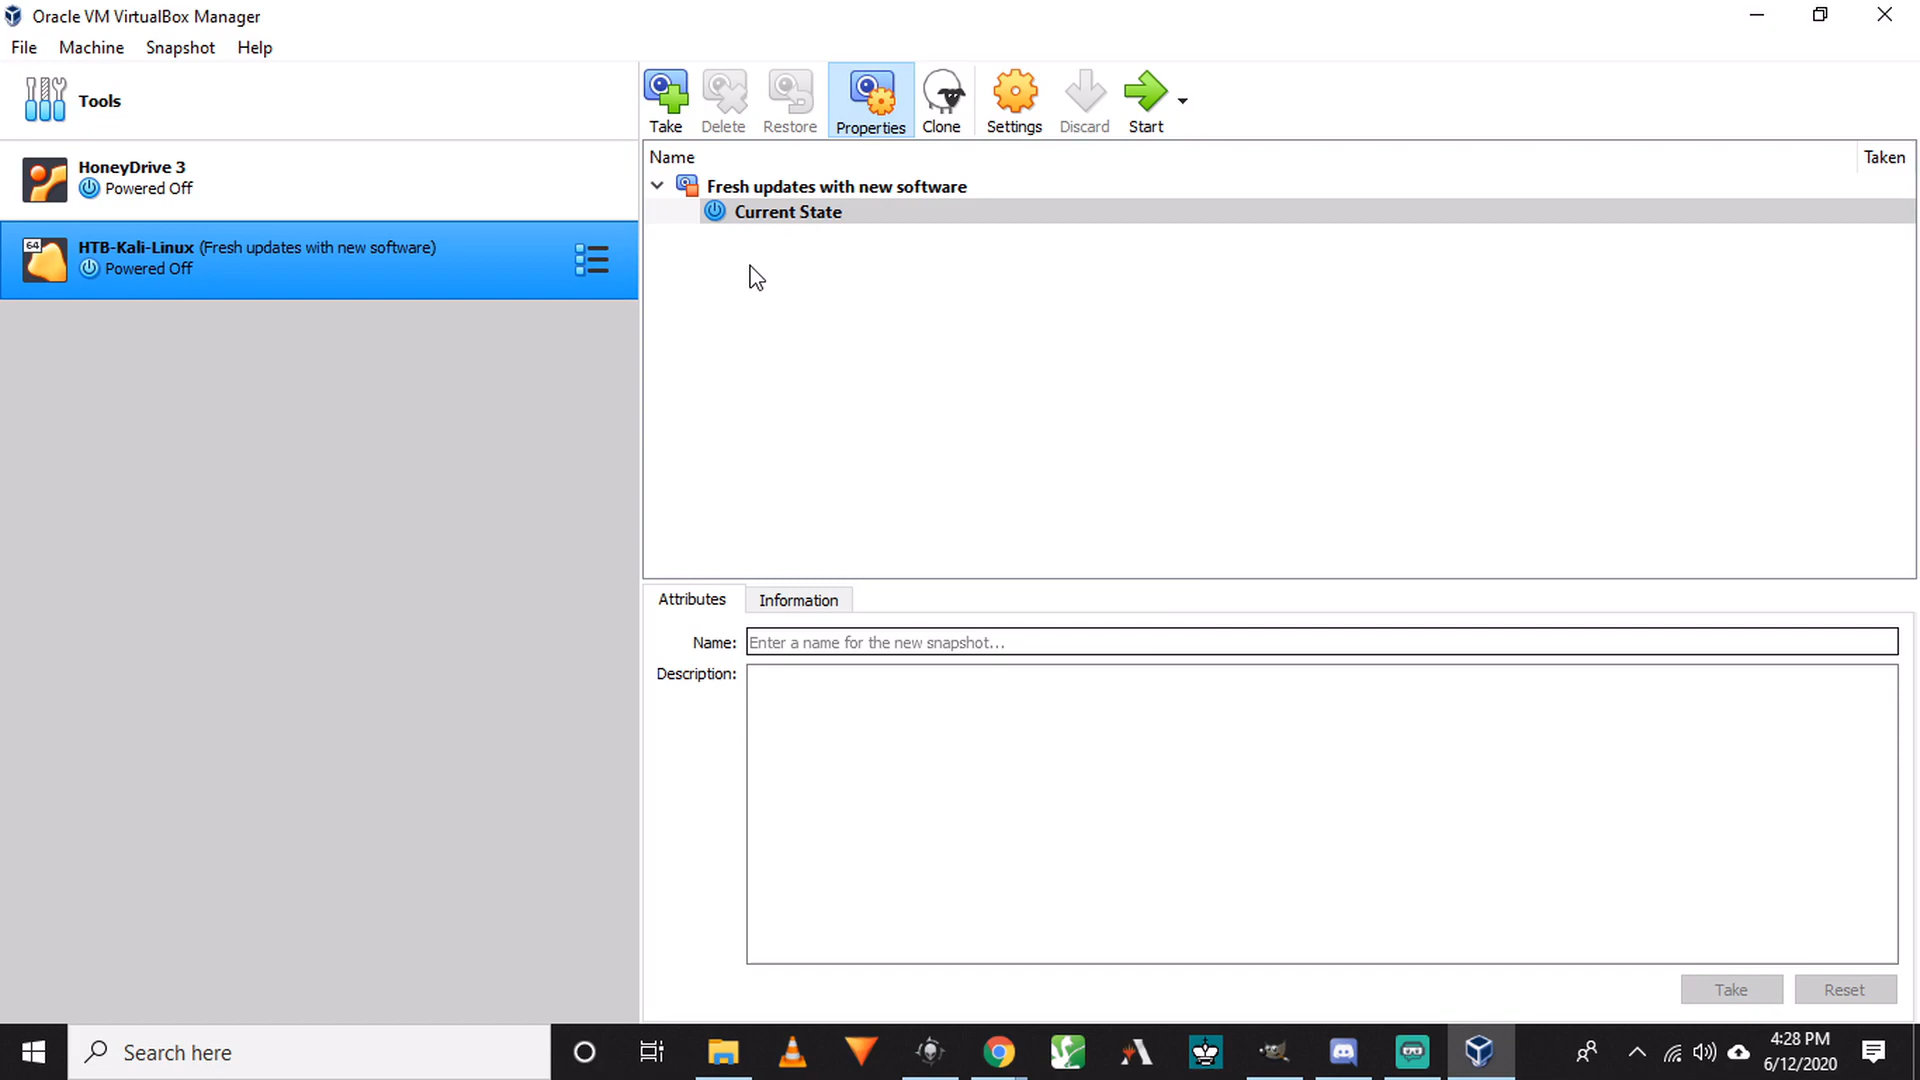 Oracle VM VirtualBox Manager
File Machine Snapshot Help
Tools
HoneyDrive 3
Powered Off
64
HTB-Kali-Linux (Fresh updates with new software)
Powered Off
Take Delete Restore Properties Clone Settings Discard Start
Name Taken
Fresh updates with new software
Current State
Attributes Information
Name: Enter a name for the new snapshot...
Description:
Take Reset
Search here
4:28 PM
6/12/2020